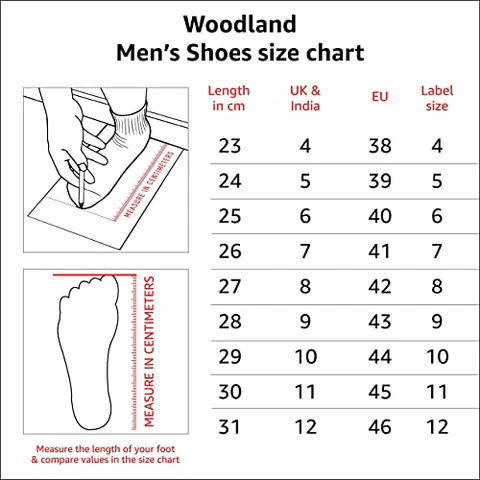 Woodland
Men's Shoes size chart
MEASURE IN CENTIMETERS
MEASURE IN CENTIMETERS
Measure the length of your foot
& compare values in the size chart
Length in cm UK & India EU Label size
23 4 38 4
24 5 39 5
25 6 40 6
26 7 41 7
27 8 42 8
28 9 43 9
29 10 44 10
30 11 45 11
31 12 46 12